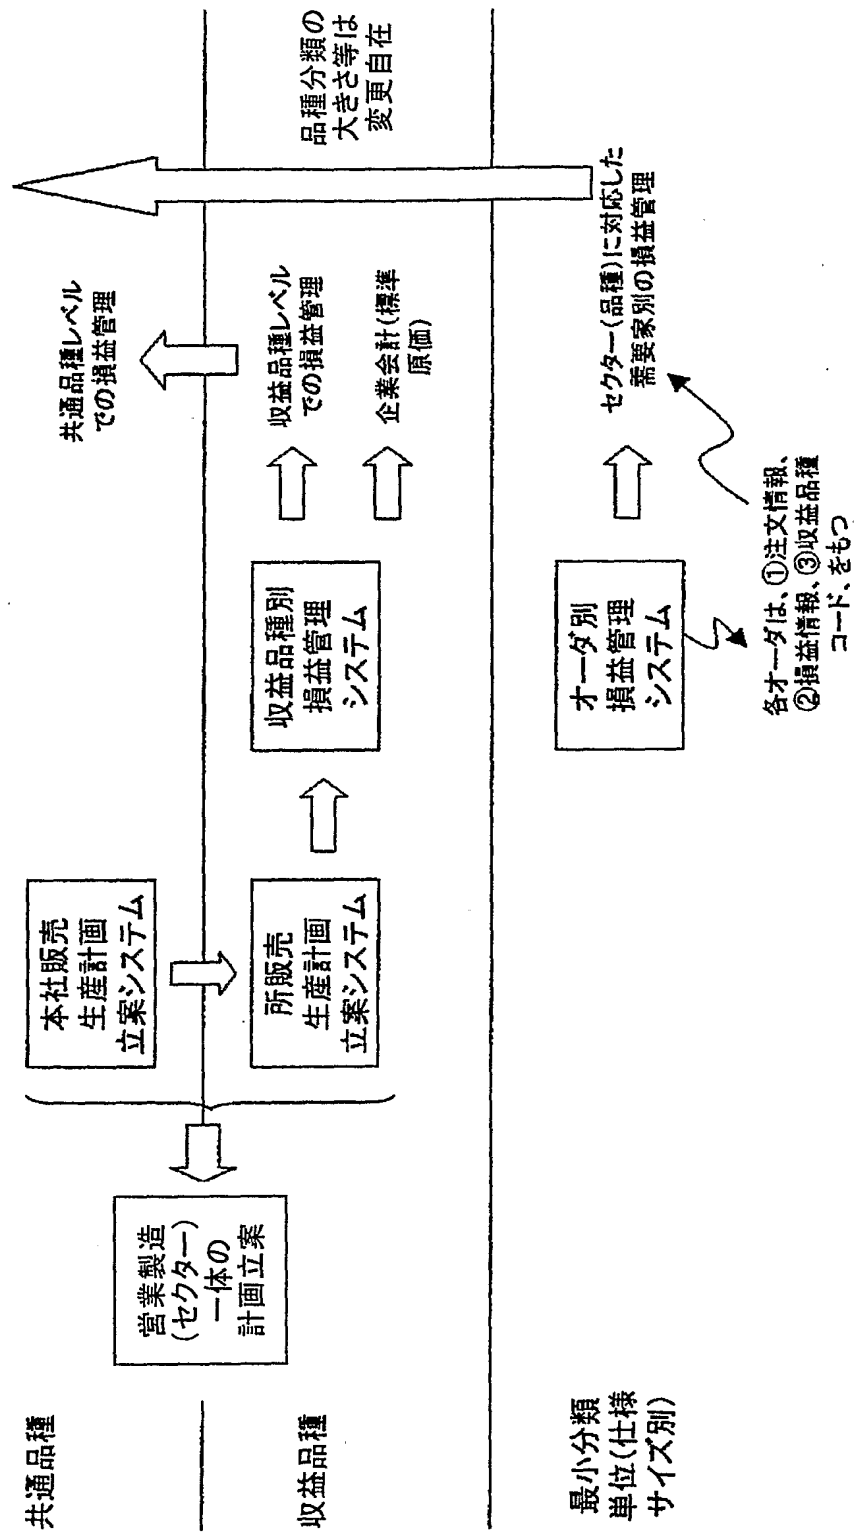 共通品種
収益品種
最小分類
単位(仕様
サイズ別)
営業製造
(セクター)
一体の
計画立案
本社販売
生産計画
立案システム
所販売
生産計画
立案システム
収益品種別
損益管理
システム
オーダ別
損益管理
システム
共通品種レベル
での損益管理
収益品種レベル
での損益管理
企業会計(標準
原価)
セクター(品種)に対応した
需要家別の損益管理
各オーダは、①注文情報、
②損益情報、③収益品種
コード、をもつ
品種分類の
大きさ等は
変更自在